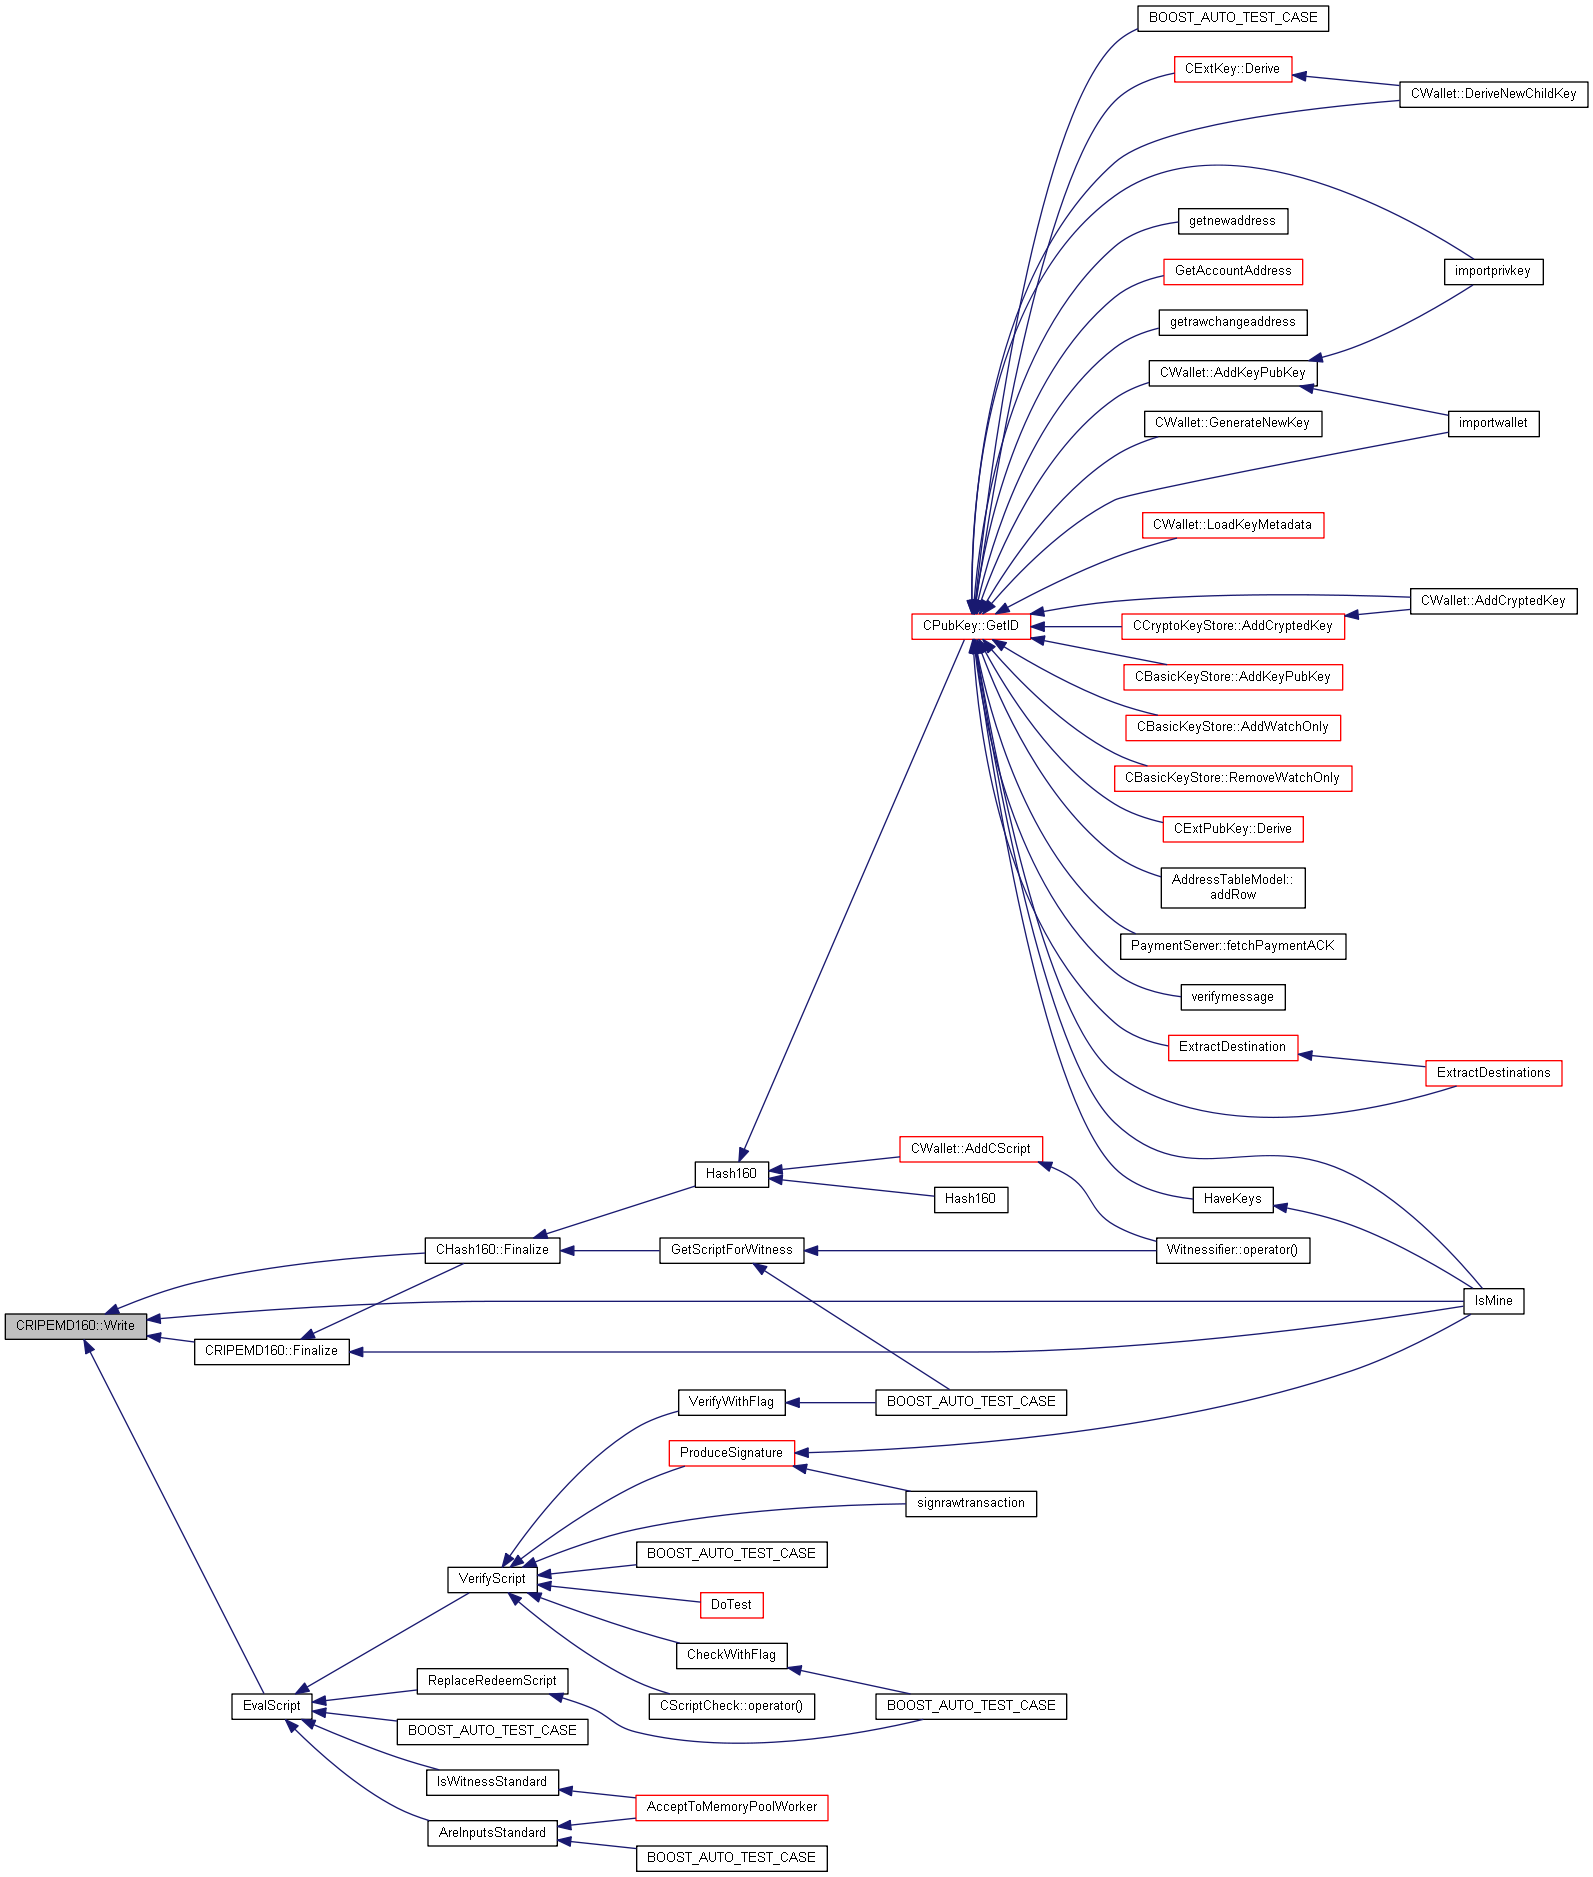 BOOST_AUTO_TEST_CASE
CExtKey::Derive
CWallet::DeriveNewChildKey
getnewaddress
GetAccountAddress
importprivkey
getrawchangeaddress
CWallet::AddKeyPubKey
CWallet::GenerateNewKey
importwallet
CWallet::LoadKeyMetadata
CWallet::AddCryptedKey
CPubKey::GetID
CCryptoKeyStore::AddCryptedKey
CBasicKeyStore::AddKeyPubKey
CBasicKeyStore::AddWatchOnly
CBasicKeyStore::RemoveWatchOnly
CExtPubKey::Derive
AddressTableModel::
addRow
PaymentServer::fetchPaymentACK
verifymessage
ExtractDestination
ExtractDestinations
CWallet::AddCScript
Hash160
Hash160
HaveKeys
CHash160::Finalize
GetScriptForWitness
Witnessifier::operator()
IsMine
CRIPEMD160::Write
CRIPEMD160::Finalize
VerifyWithFlag
BOOST_AUTO_TEST_CASE
ProduceSignature
signrawtransaction
BOOST_AUTO_TEST_CASE
VerifyScript
DoTest
CheckWithFlag
ReplaceRedeemScript
EvalScript
CScriptCheck::operator()
BOOST_AUTO_TEST_CASE
BOOST_AUTO_TEST_CASE
IsWitnessStandard
AcceptToMemoryPoolWorker
AreInputsStandard
BOOST_AUTO_TEST_CASE